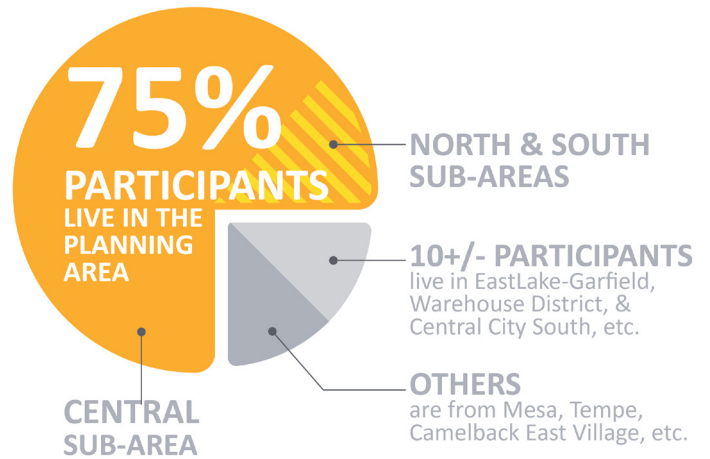 75%
PARTICIPANTS
LIVE IN THE
PLANNING
AREA
NORTH & SOUTH
SUB-AREAS
10+/- PARTICIPANTS
live in EastLake-Garfield,
Warehouse District, &
Central City South, etc.
OTHERS
are from Mesa, Tempe,
Camelback East Village, etc.
CENTRAL
SUB-AREA